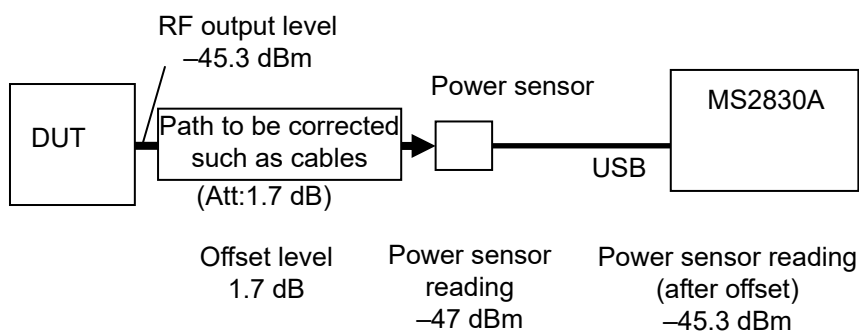 RF output level
–45.3 dBm
DUT
Path to be corrected
such as cables
(Att:1.7 dB)
Power sensor
USB
MS2830A
Offset level
1.7 dB
Power sensor
reading
–47 dBm
Power sensor reading
(after offset)
–45.3 dBm